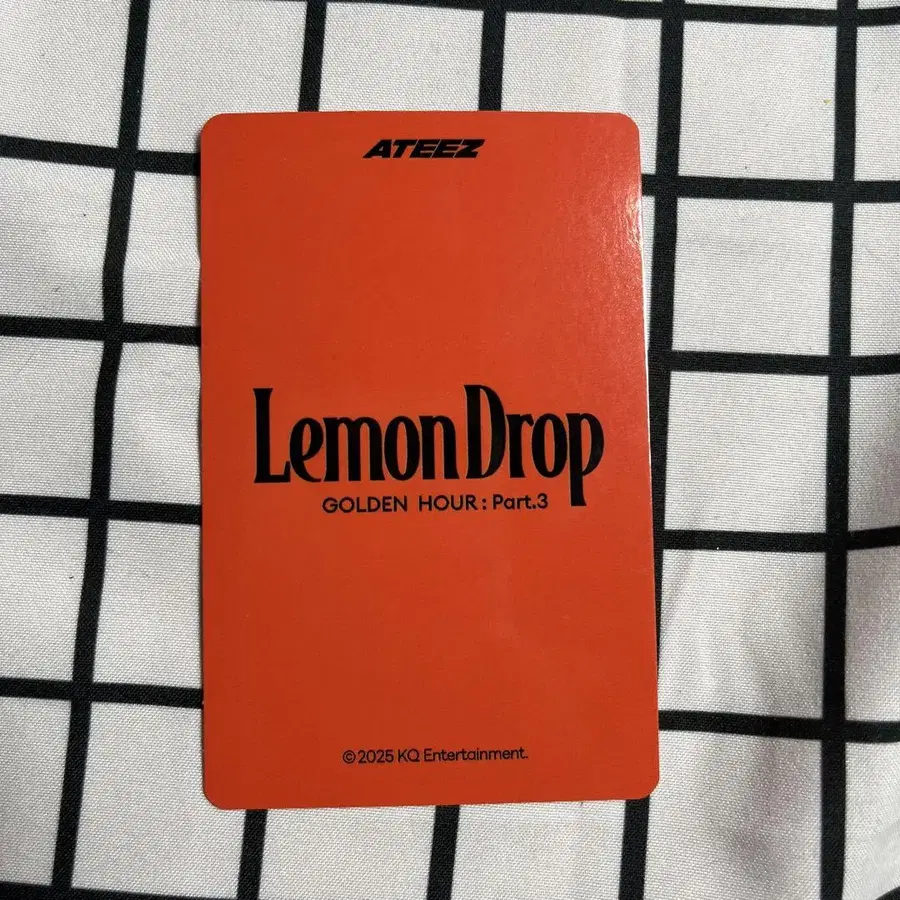 ATEEZ
Lemon Drop
GOLDEN HOUR : Part.3
©2025 KQ Entertainment.